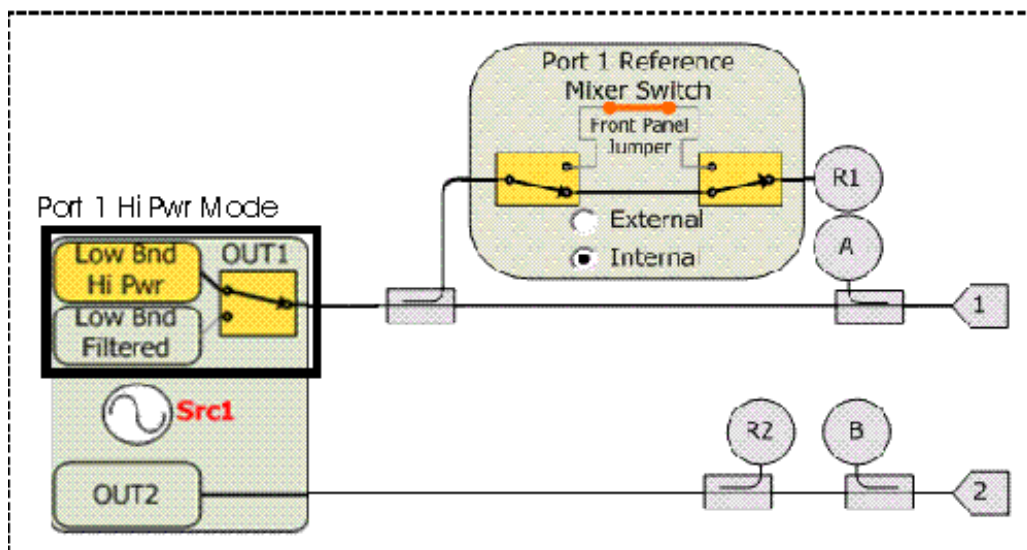 Port 1 Reference
Mixer Switch
Front Panel
Jumper
R1
External
Internal
A
Port 1 Hi Pwr Mode
Low Bnd
Hi Pwr
OUT1
Low Bnd
Filtered
1
Src1
R2
B
OUT2
2